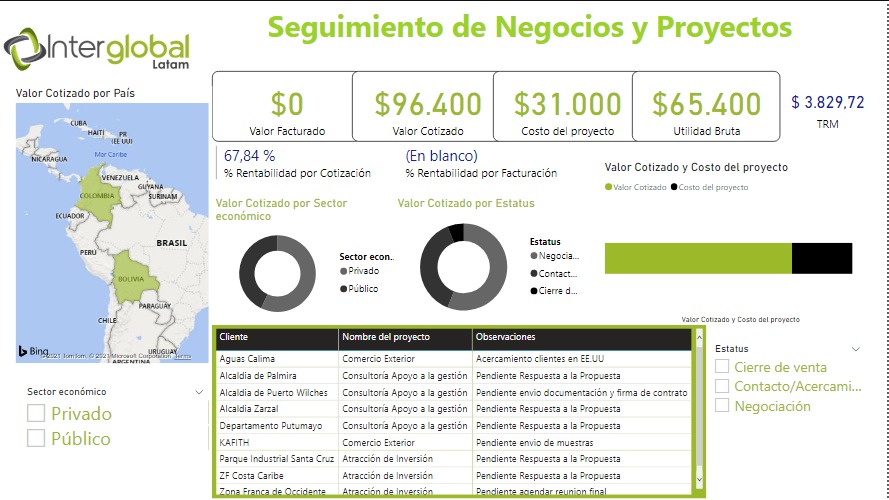 Seguimiento de Negocios y Proyectos
Interglobal
Latam
Valor Cotizado por País
CUBA
HAITI
PR
EE.UU
Mar Caribe
NICARAGUA
VENEZUELA
GUYANA
SURINAM
COLOMBIA
ECUADOR
PERÚ
BRASIL
BOLIVIA
PARAGUAY
CHILE
URUGUAY
ARGENTINA
Bing
© 2021 TomTom, © 2021 Microsoft Corporation Terms
$0
Valor Facturado
$96.400
Valor Cotizado
$31.000
Costo del proyecto
$65.400
Utilidad Bruta
$ 3.829,72
TRM
67,84 %
% Rentabilidad por Cotización
(En blanco)
% Rentabilidad por Facturación
Valor Cotizado por Sector
económico
Sector econ..
Privado
Público
Valor Cotizado por Estatus
Estatus
Negocia...
Contact...
Cierre d...
Valor Cotizado y Costo del proyecto
Valor Cotizado Costo del proyecto
Valor Cotizado y Costo del proyecto
Cliente Nombre del proyecto Observaciones
Aguas Calima Comercio Exterior Acercamiento clientes en EE.UU
Alcaldia de Palmira Consultoría Apoyo a la gestión Pendiente Respuesta a la Propuesta
Alcaldia de Puerto Wilches Consultoría Apoyo a la gestión Pendiente envio documentación y firma de contrato
Alcaldia Zarzal Consultoría Apoyo a la gestión Pendiente Respuesta a la Propuesta
Departamento Putumayo Consultoría Apoyo a la gestión Pendiente Respuesta a la Propuesta
KAFITH Comercio Exterior Pendiente envio de muestras
Parque Industrial Santa Cruz Atracción de Inversión Pendiente Respuesta a la Propuesta
ZF Costa Caribe Atracción de Inversión Pendiente Respuesta a la Propuesta
Zona Franca de Occidente Atracción de Inversión Pendiente agendar reunion final
Estatus
Cierre de venta
Contacto/Acercami...
Negociación
Sector económico
Privado
Público